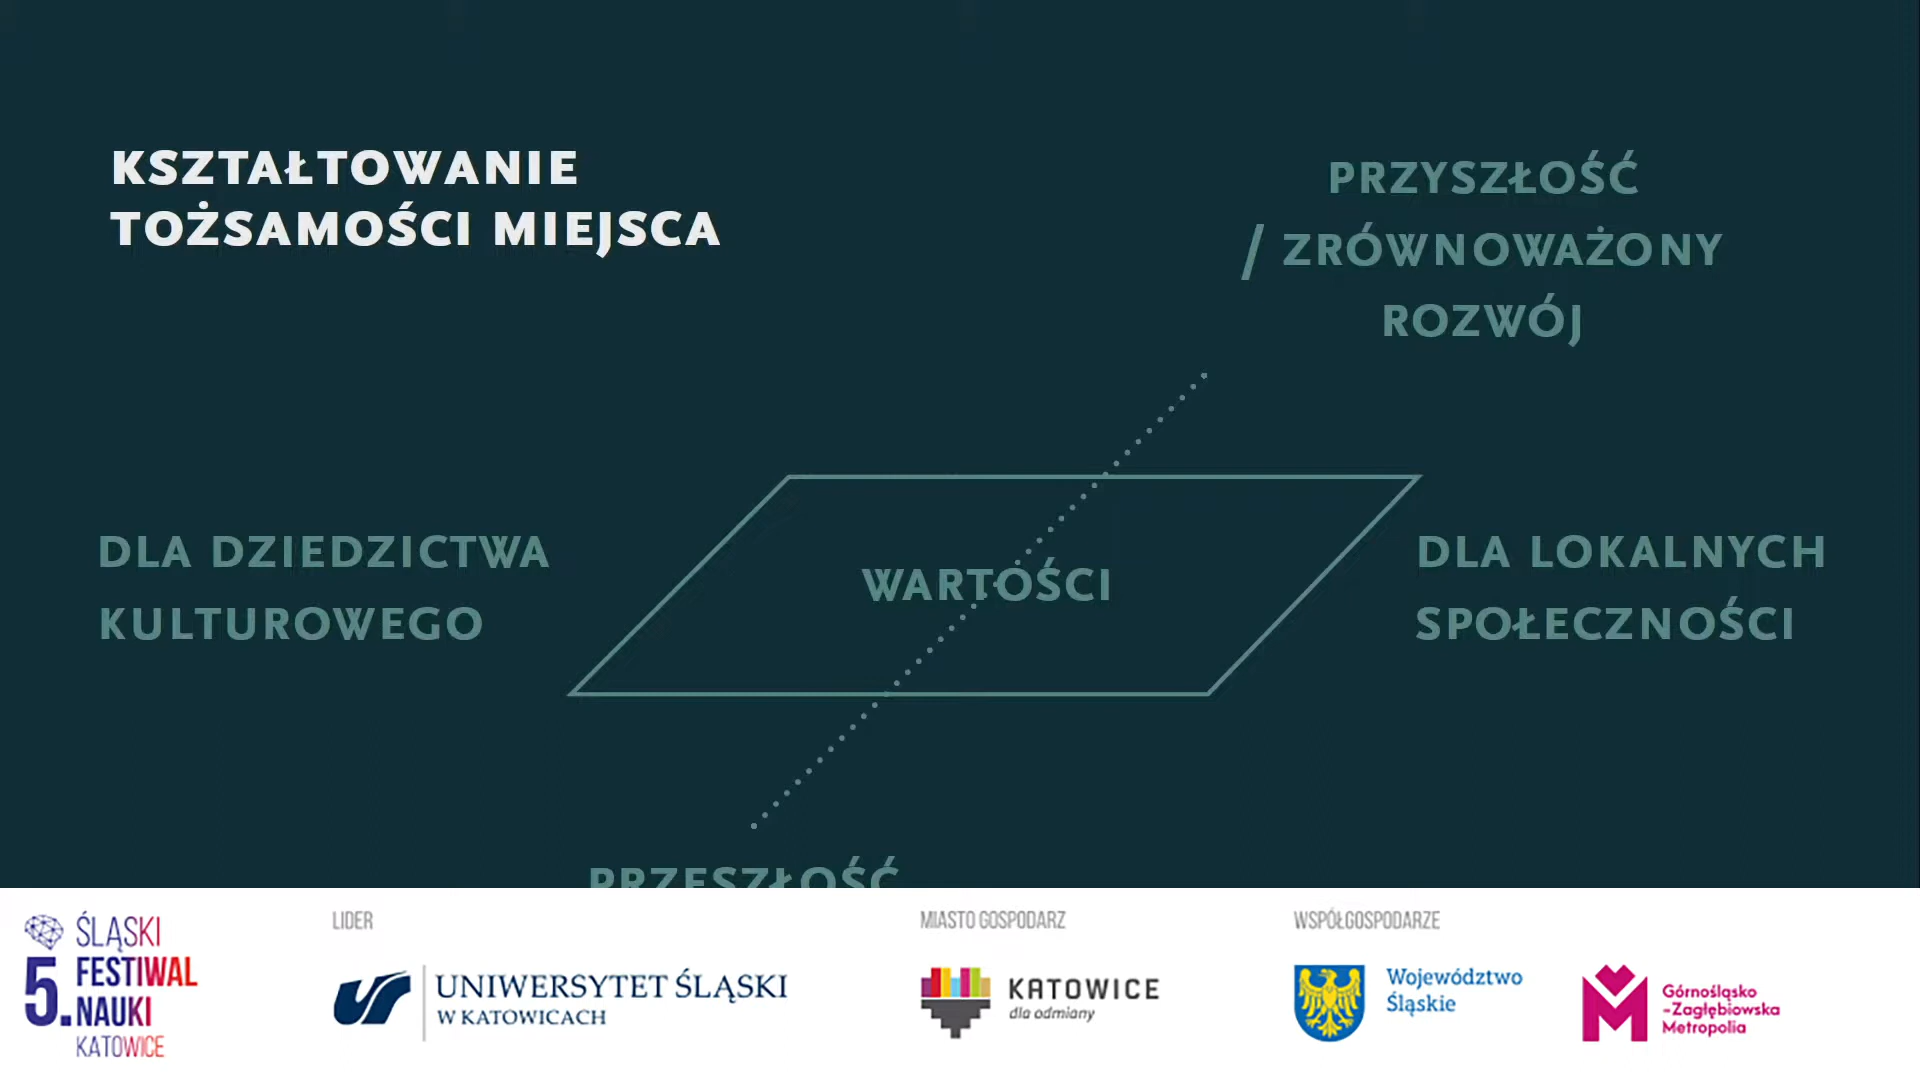 KSZTAŁTOWANIE
TOŻSAMOŚCI MIEJSCA
PRZYSZŁOŚĆ
/ ZRÓWNOWAŻONY
ROZWÓJ
DLA DZIEDZICTWA
KULTUROWEGO
WARTOŚCI
DLA LOKALNYCH
SPOŁECZNOŚCI
PRZESZŁOŚĆ
ŚLĄSKI
5. FESTIWAL
NAUKI
KATOWICE
LIDER
UNIWERSYTET ŚLĄSKI
W KATOWICACH
MIASTO GOSPODARZ
KATOWICE
dla odmiany
WSPÓŁGOSPODARZE
Województwo
Śląskie
Górnośląsko
-Zagłębiowska
Metropolia